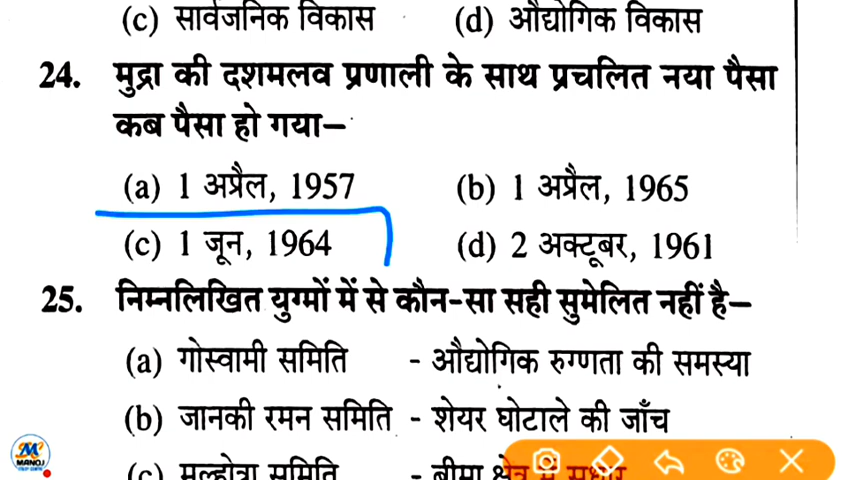 (c) सार्वजनिक विकास (d) औद्योगिक विकास
24. मुद्रा की दशमलव प्रणाली के साथ प्रचलित नया पैसा
कब पैसा हो गया–
(a) 1 अप्रैल, 1957 (b) 1 अप्रैल, 1965
(c) 1 जून, 1964 (d) 2 अक्टूबर, 1961
25. निम्नलिखित युग्मों में से कौन-सा सही सुमेलित नहीं है–
(a) गोस्वामी समिति - औद्योगिक रुग्णता की समस्या
(b) जानकी रमन समिति - शेयर घोटाले की जाँच
(c) मल्होत्रा समिति - बीमा क्षेत्र में सुधार
MANOJ